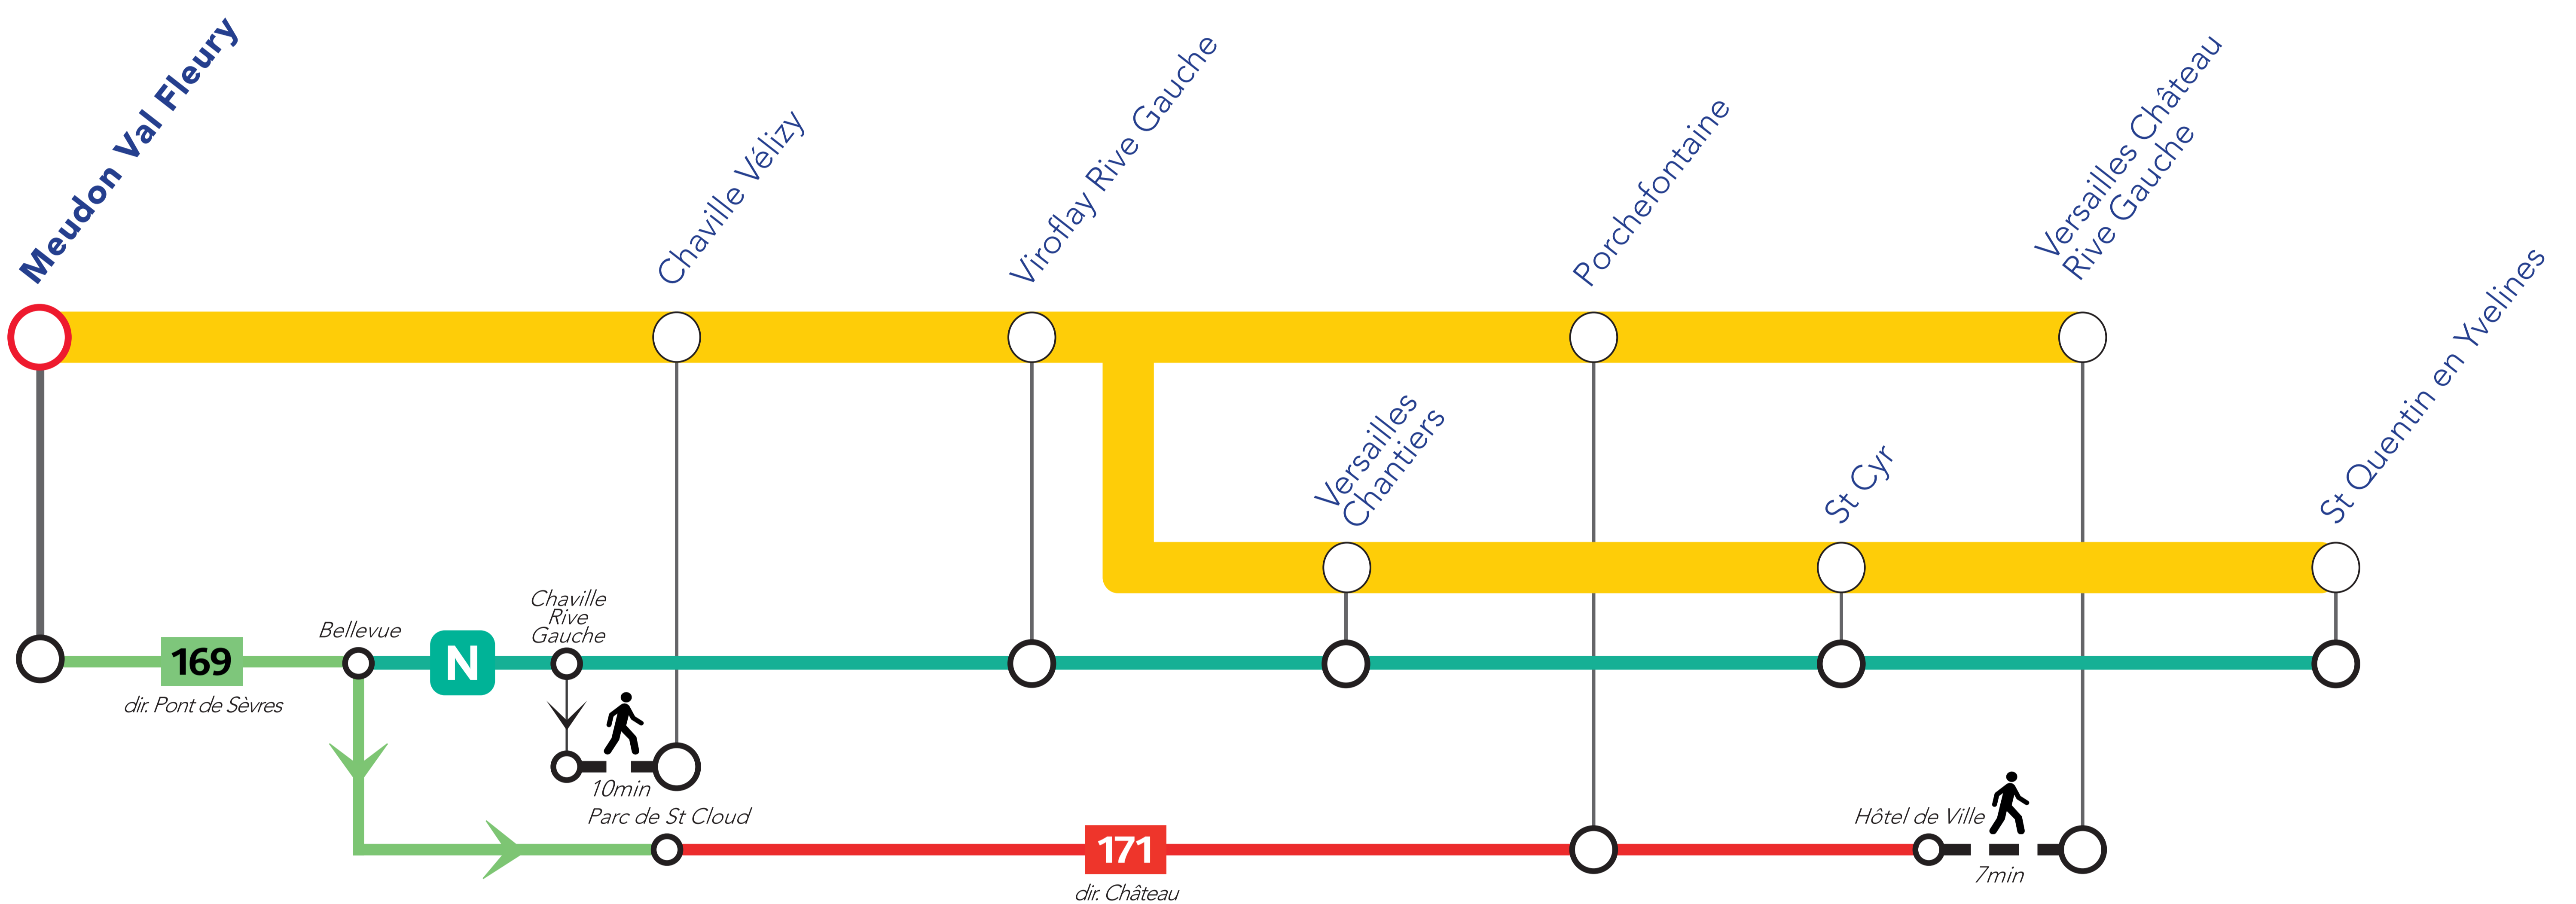 Meudon Val Fleury
Chaville Vélizy
Viroflay Rive Gauche
Porchefontaine
Versailles Château
Rive Gauche
Versailles
Chantiers
St Cyr
St Quentin en Yvelines
169
dir. Pont de Sèvres
Bellevue
N
Chaville
Rive
Gauche
10min
Parc de St Cloud
171
dir. Château
Hôtel de Ville
7min